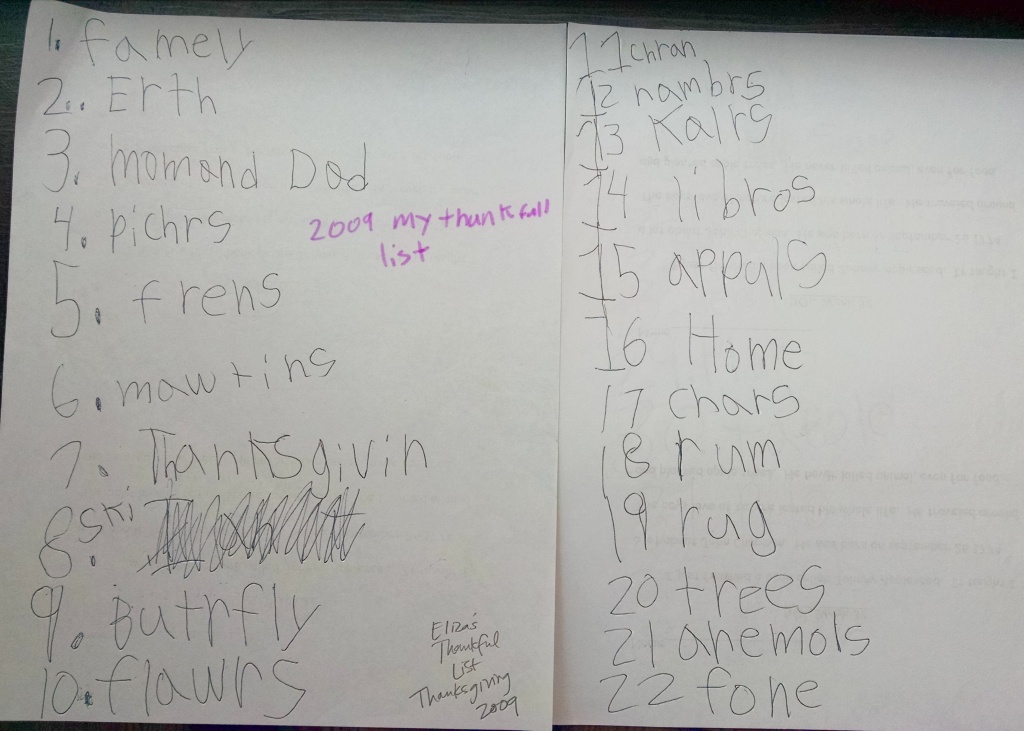 1. famely
2. Erth
3. momand Dad
4. pichrs
2009 my thankfull
list
5. frens
6. mawtins
7. Thanksgivin
8. Ski
9. Butrfly
10. flawrs
Eliza's
Thankful
List
Thanksgiving
2009
11 chran
12 nambrs
13 Kalrs
14 libros
15 appals
16 Home
17 chars
18 rum
19 rug
20 trees
21 anemols
22 fone